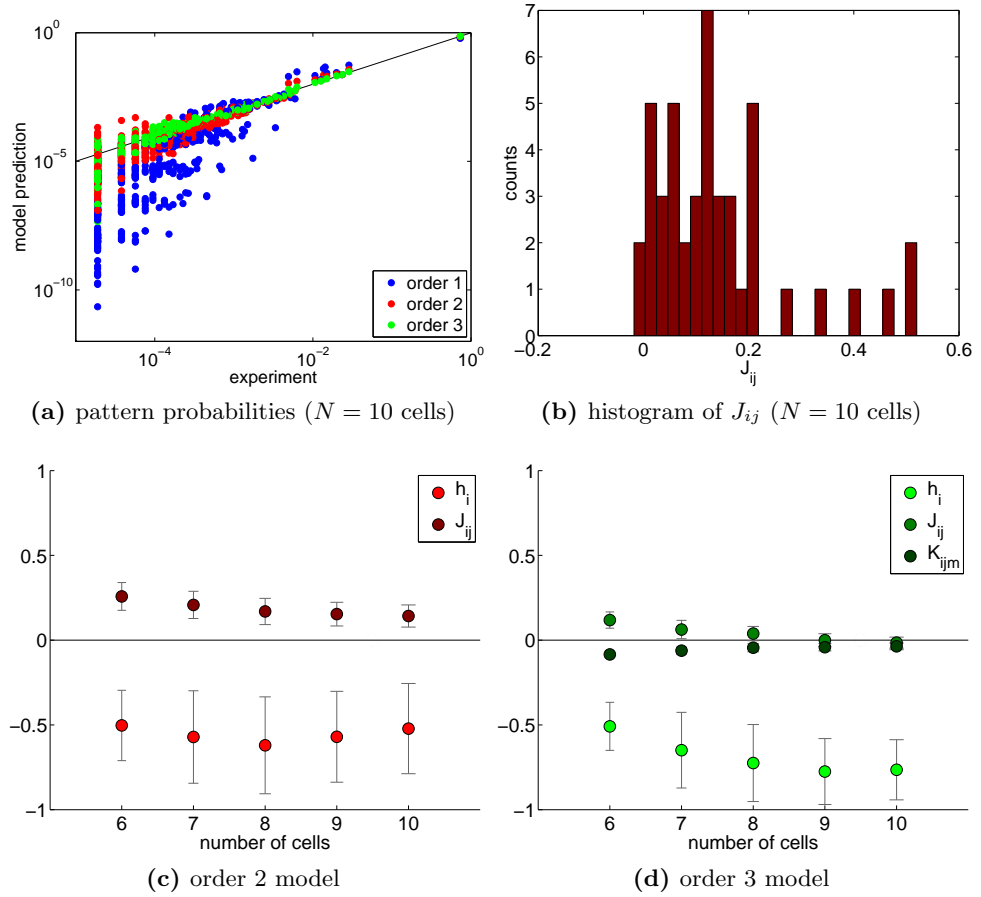 10^0
10^−5
10^−10
model prediction
order 1
order 2
order 3
10^−4
10^−2
10^0
experiment
(a) pattern probabilities (N = 10 cells)
7
6
5
4
3
2
1
0
counts
−0.2
0
0.2
0.4
0.6
J_ij
(b) histogram of J_ij (N = 10 cells)
1
0.5
0
−0.5
−1
h_i
J_ij
6
7
8
9
10
number of cells
(c) order 2 model
1
0.5
0
−0.5
−1
h_i
J_ij
K_ijm
6
7
8
9
10
number of cells
(d) order 3 model